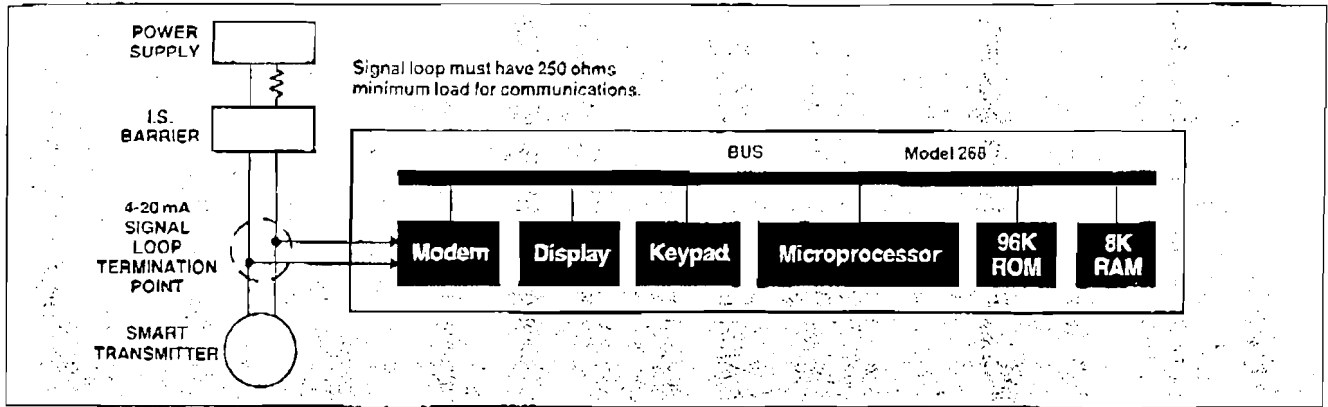 POWER
SUPPLY
Signal loop must have 250 ohms
minimum load for communications.
I.S.
BARRIER
BUS
Model 268
4-20 mA
SIGNAL
LOOP
TERMINATION
POINT
Modem
Display
Keypad
Microprocessor
96K
ROM
8K
RAM
SMART
TRANSMITTER